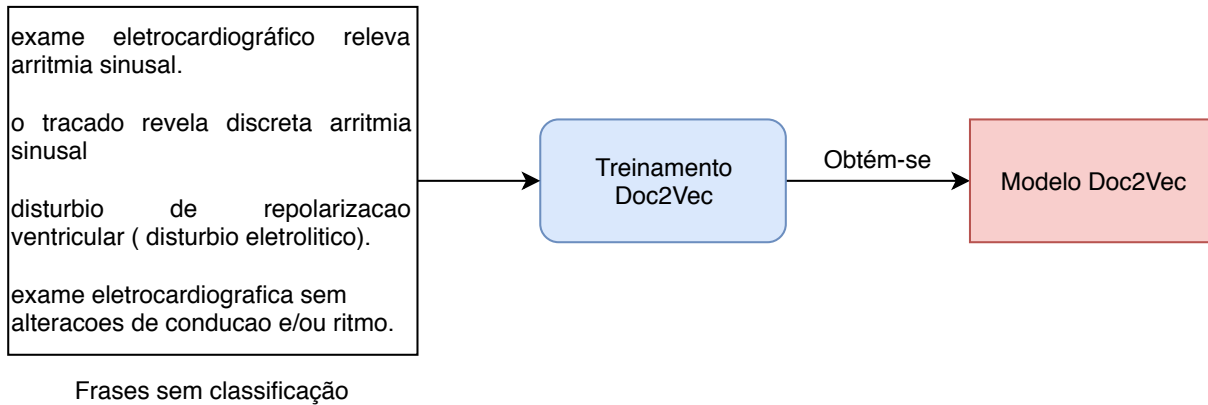 exame eletrocardiográfico releva
arritmia sinusal.
o tracado revela discreta arritmia
sinusal
disturbio de repolarizacao
ventricular ( disturbio eletrolitico).
exame eletrocardiografica sem
alteracoes de conducao e/ou ritmo.
Frases sem classificação
Treinamento
Doc2Vec
Obtém-se
Modelo Doc2Vec